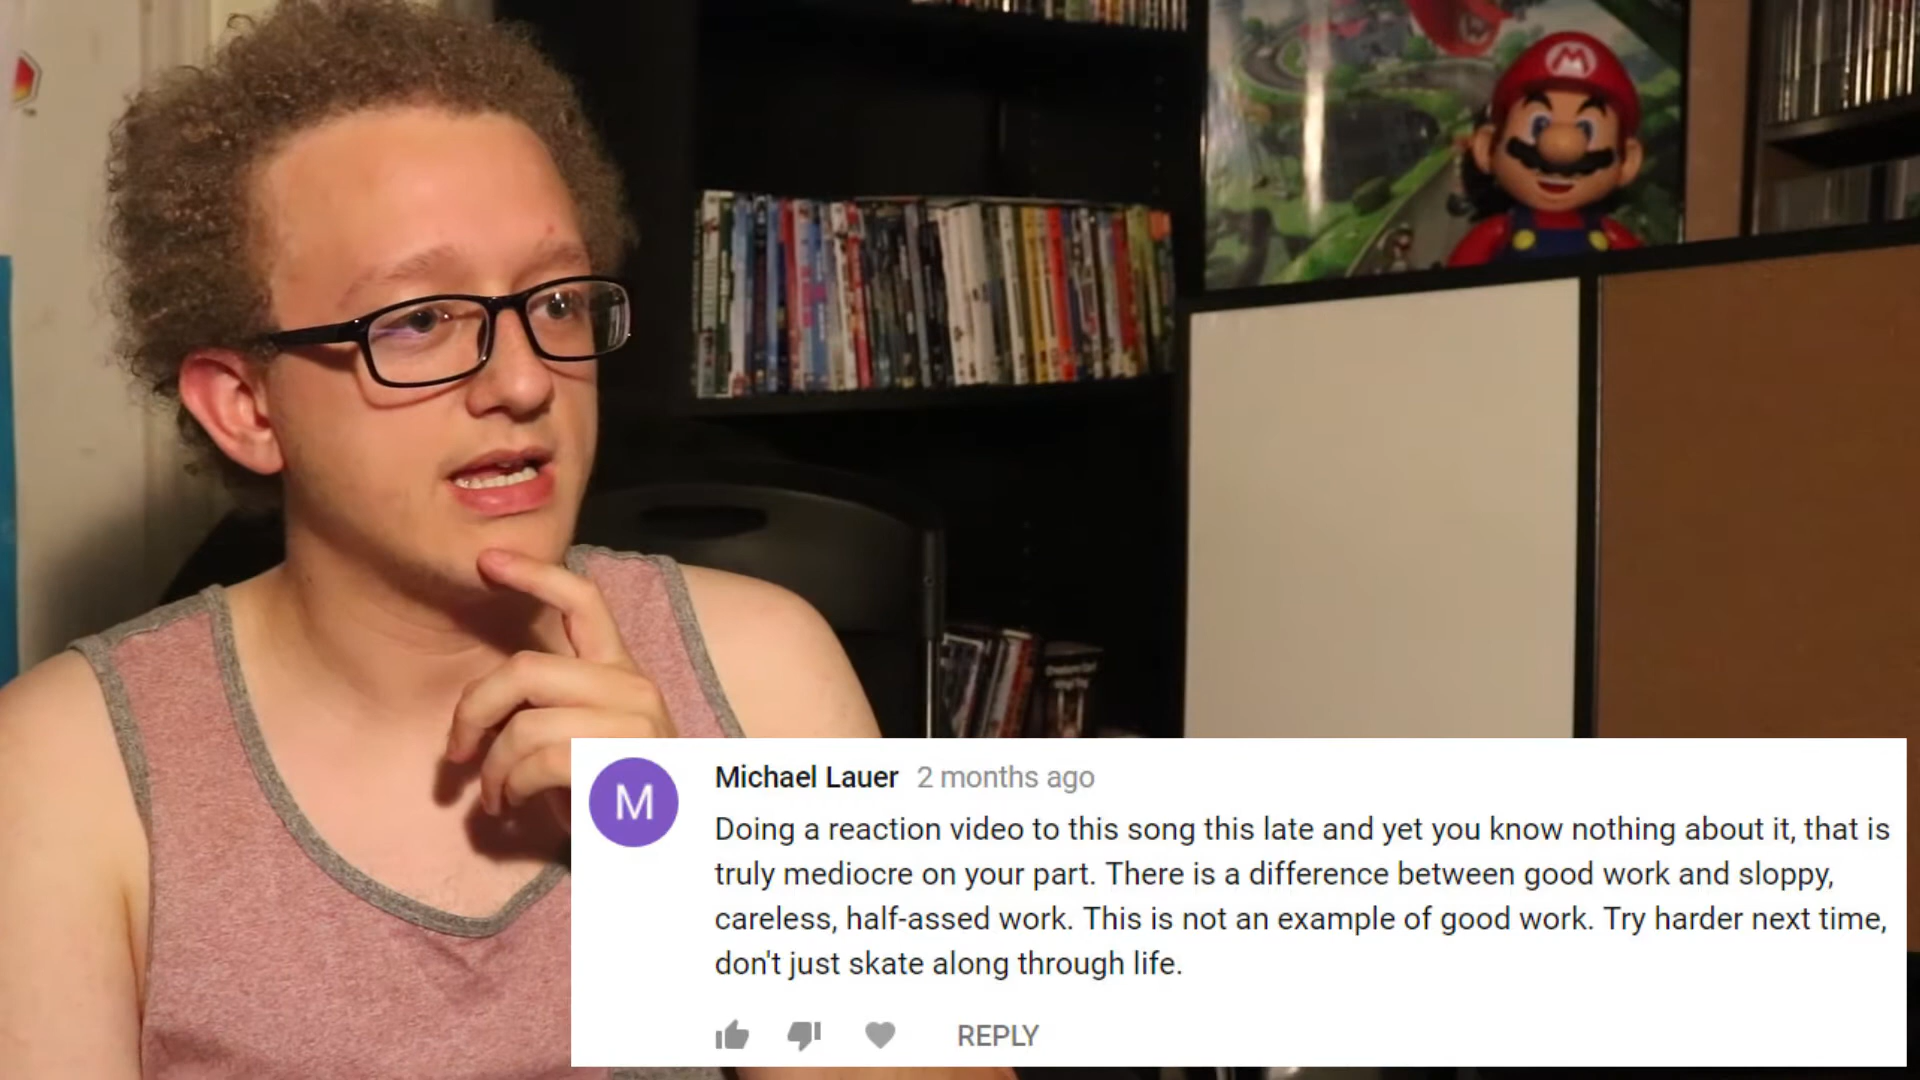 M
M
Michael Lauer 2 months ago
Doing a reaction video to this song this late and yet you know nothing about it, that is
truly mediocre on your part. There is a difference between good work and sloppy,
careless, half-assed work. This is not an example of good work. Try harder next time,
don't just skate along through life.
REPLY